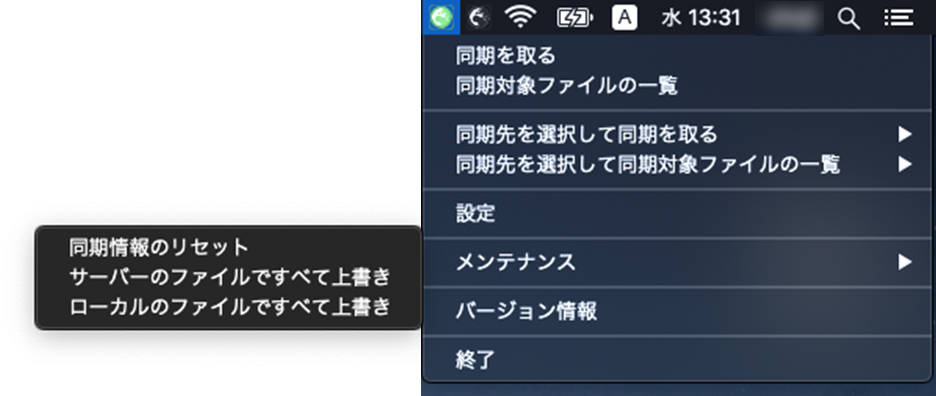 A 水 13:31
同期を取る
同期対象ファイルの一覧
同期先を選択して同期を取る
同期先を選択して同期対象ファイルの一覧
設定
メンテナンス
バージョン情報
終了
同期情報のリセット
サーバーのファイルですべて上書き
ローカルのファイルですべて上書き